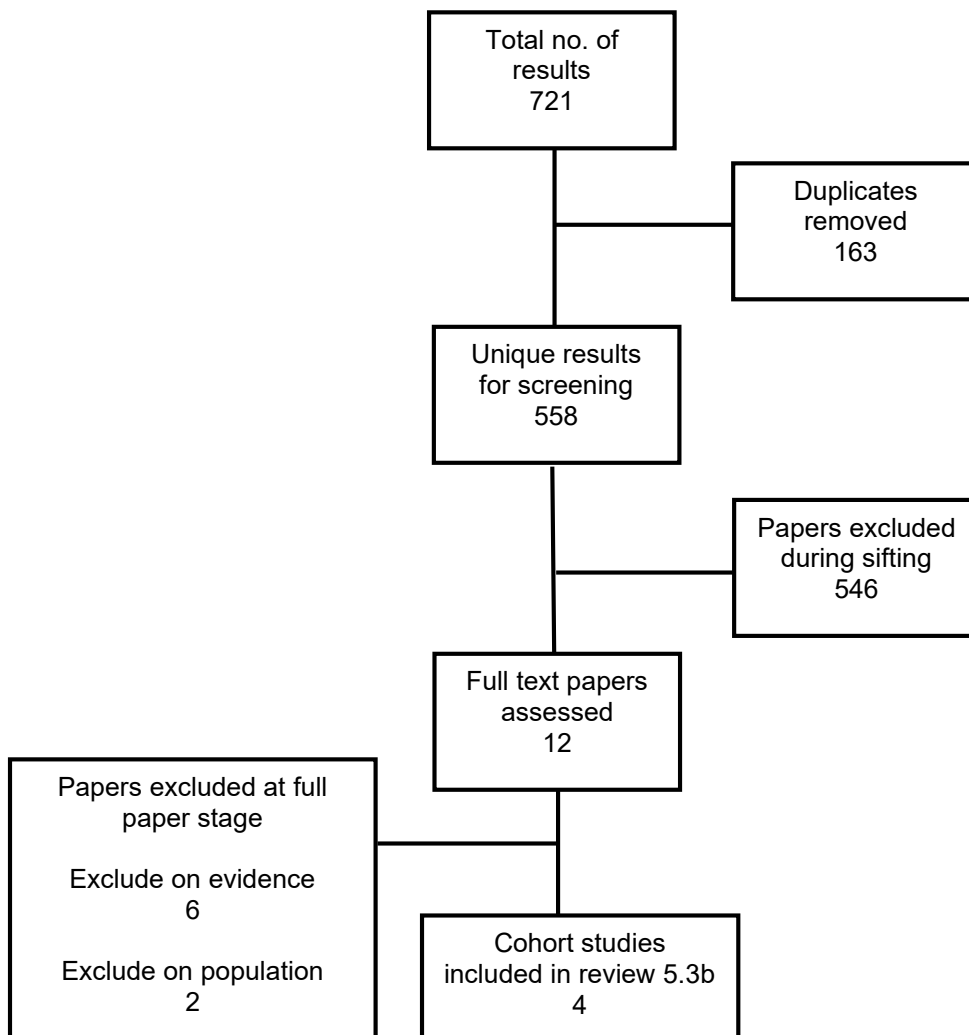 Total no. of
results
721
Duplicates
removed
163
Unique results
for screening
558
Papers excluded
during sifting
546
Full text papers
assessed
12
Papers excluded at full
paper stage
Exclude on evidence
6
Exclude on population
2
Cohort studies
included in review 5.3b
4